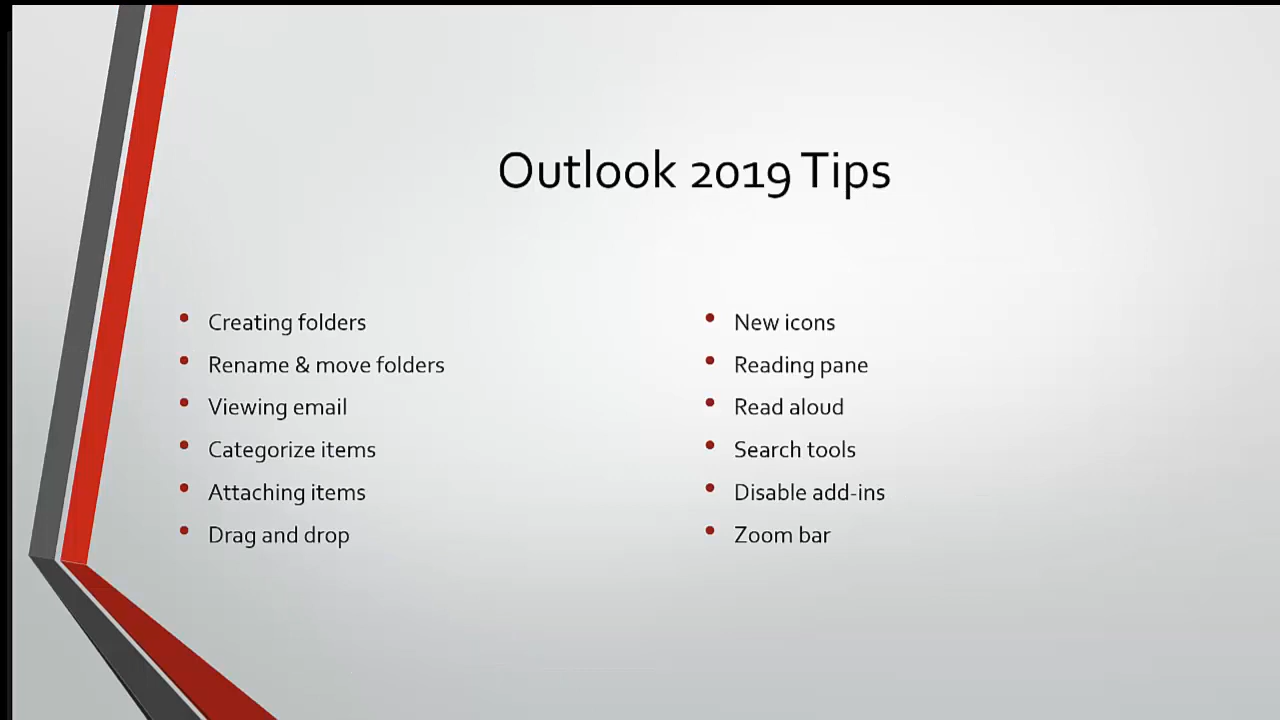 Outlook 2019 Tips
• Creating folders
• Rename & move folders
• Viewing email
• Categorize items
• Attaching items
• Drag and drop
• New icons
• Reading pane
• Read aloud
• Search tools
• Disable add-ins
• Zoom bar